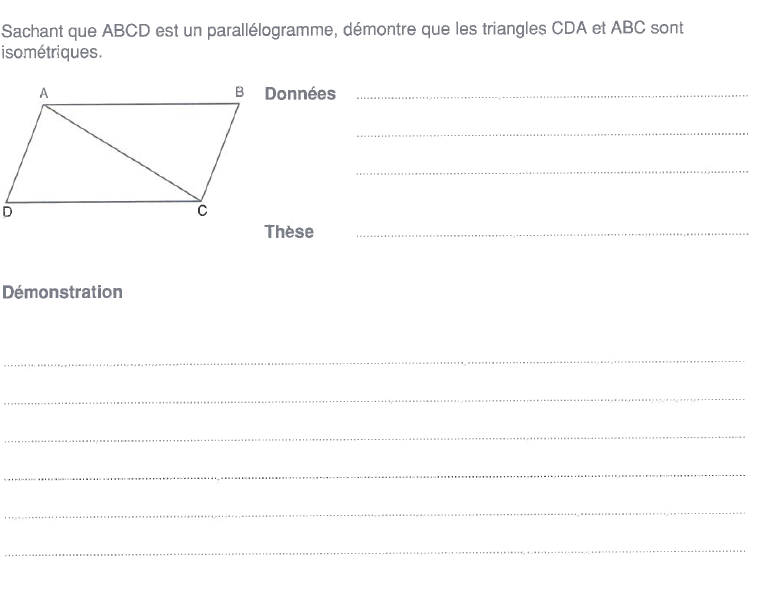 Sachant que ABCD est un parallélogramme, démontre que les triangles CDA et ABC sont
isométriques.
A
B
Données
D
C
Thèse
Démonstration